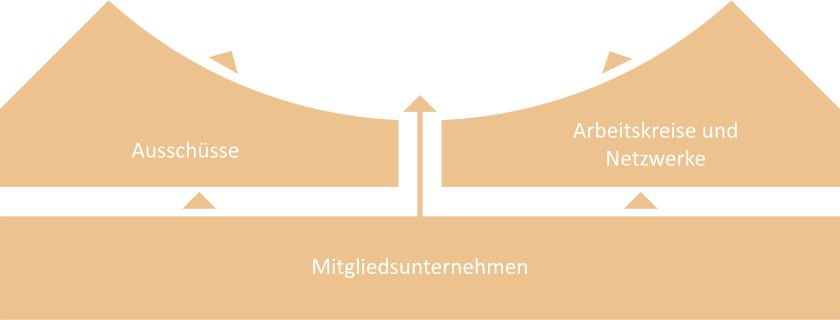 Ausschüsse
Arbeitskreise und
Netzwerke
Mitgliedsunternehmen